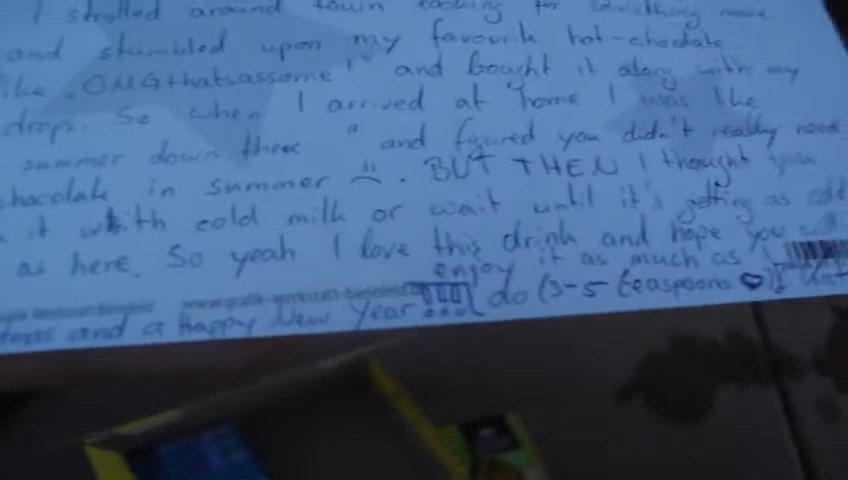 I strolled around town looking for something nice
and stumbled upon my favourite hot-chocolate
like "OMGthatsassome!" and bought it along with my
drops. So when I arrived at home I was like
summer down there " and figured you didn't really need
chocolate in summer :( . BUT THEN I thought you
it with cold milk or wait until it's getting as cold
as here. So yeah I love this drink and hope you will
enjoy it as much as I
do (3-5 teaspoons ♡)!
and a Happy New Year!!!